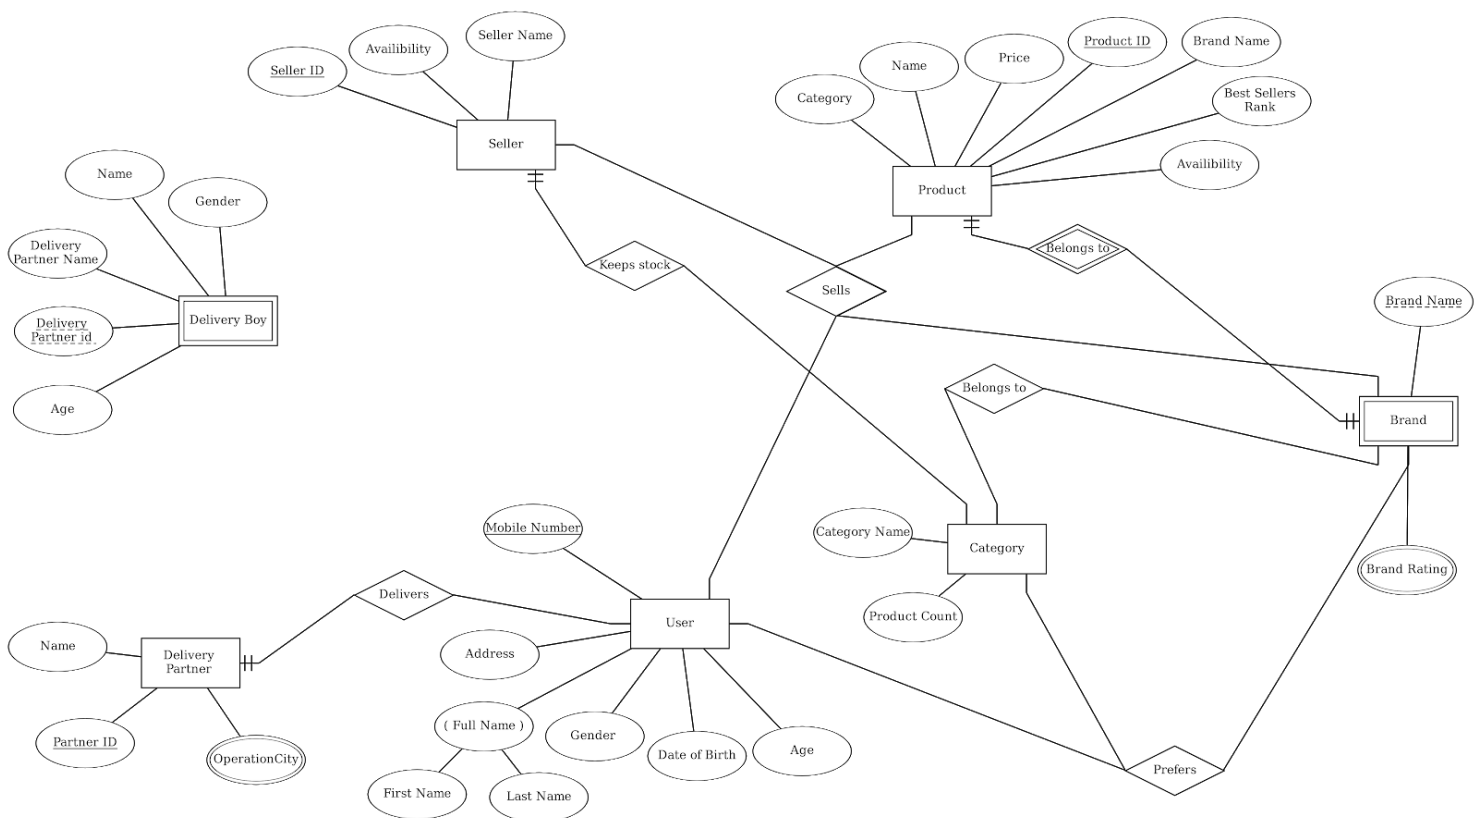 Seller Name
Availibility
Seller ID
Seller
Product ID
Brand Name
Price
Name
Category
Best Sellers
Rank
Availibility
Product
Name
Gender
Delivery
Partner Name
Delivery
Partner id
Delivery Boy
Age
Keeps stock
Sells
Belongs to
Brand Name
Belongs to
Brand
Mobile Number
Category Name
Category
Brand Rating
Product Count
Delivers
User
Name
Delivery
Partner
Address
Partner ID
OperationCity
( Full Name )
Gender
Date of Birth
Age
First Name
Last Name
Prefers